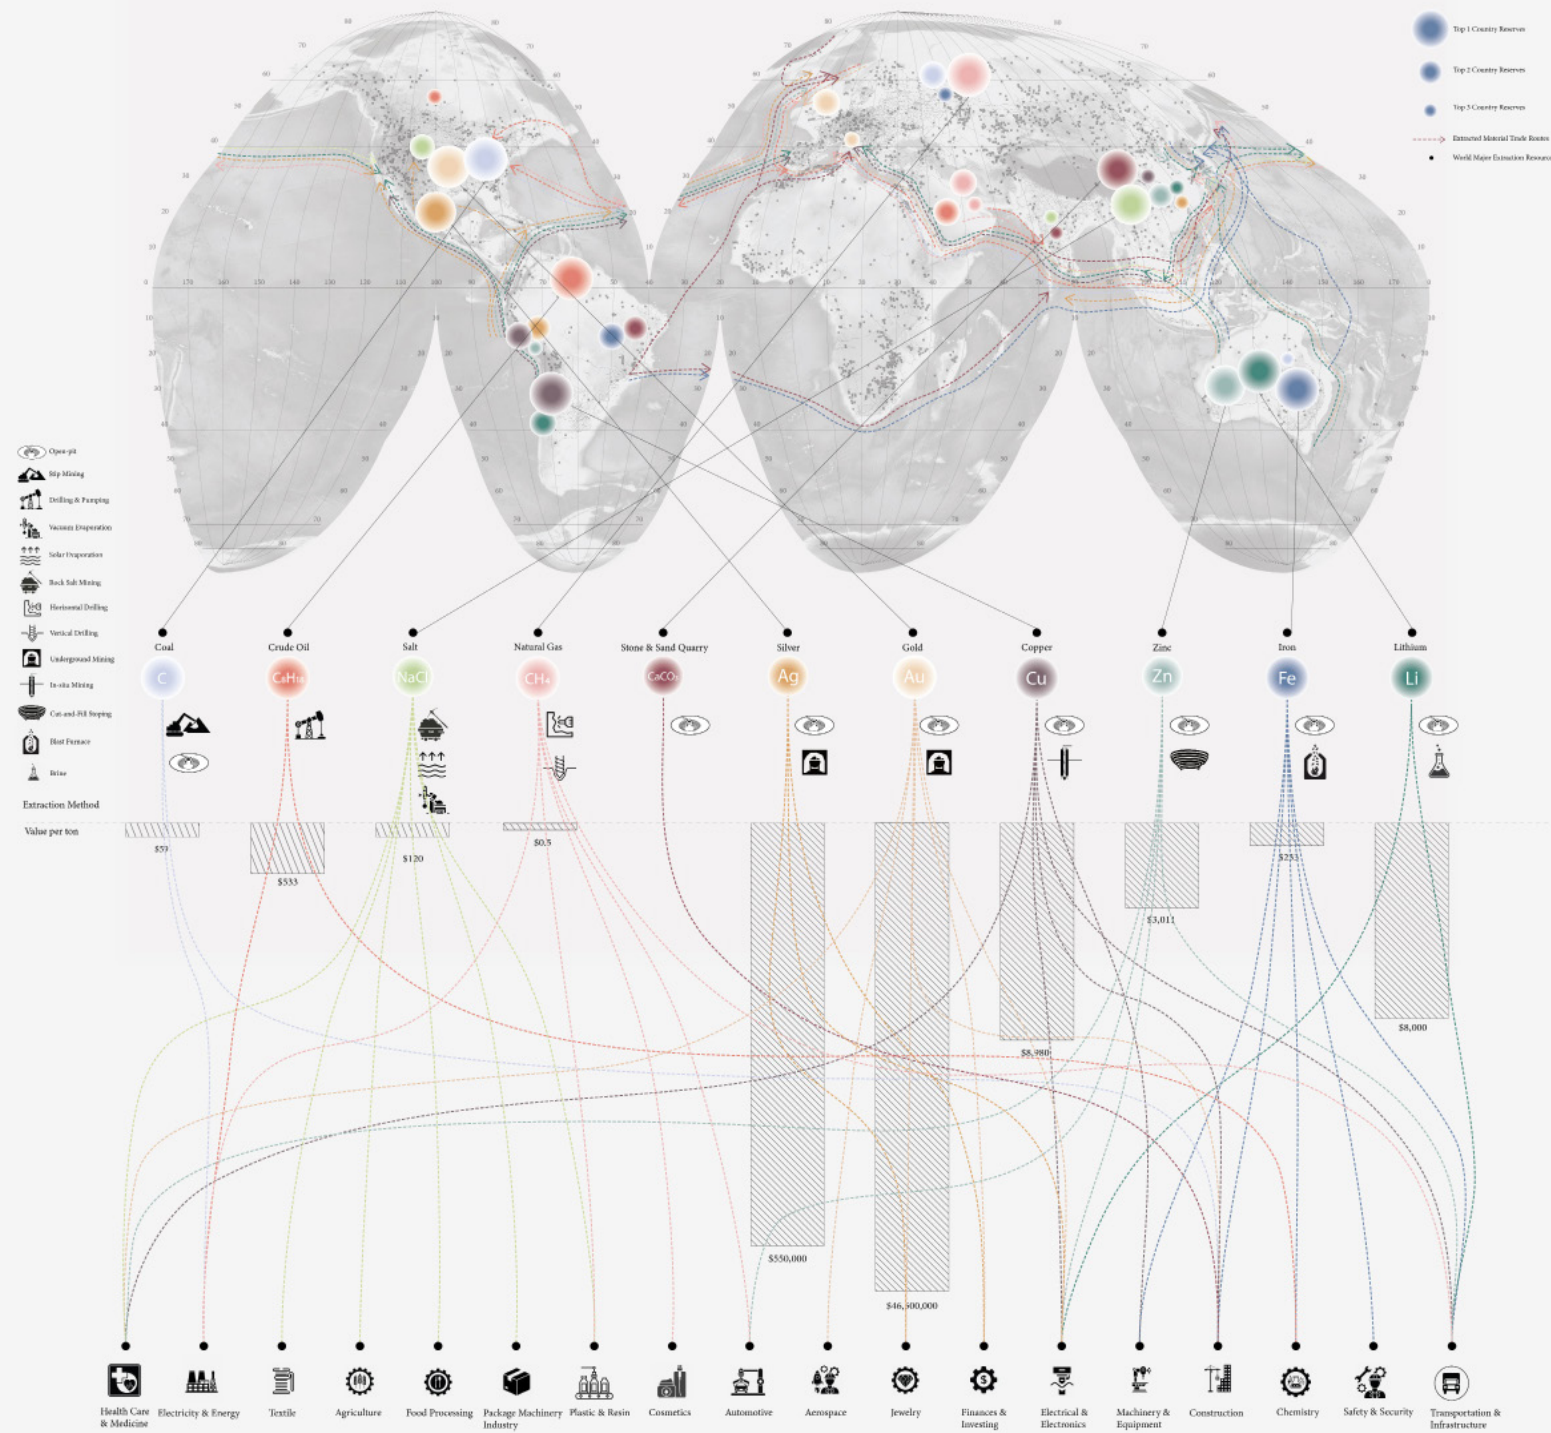 Top 1 Country Reserves
Top 2 Country Reserves
Top 3 Country Reserves
Extracted Material Trade Routes
World Major Extraction Resource
Open-pit
Slip Mining
Drilling & Pumping
Vacuum Evaporation
Solar Evaporation
Rock Salt Mining
Horizontal Drilling
Vertical Drilling
Underground Mining
In-situ Mining
Cut-and-Fill Stoping
Blast Furnace
Brine
Extraction Method
Value per ton
Coal
Crude Oil
Salt
Natural Gas
Stone & Sand Quarry
Silver
Gold
Copper
Zinc
Iron
Lithium
C
C₈H₁₈
NaCl
CH₄
CaCO₃
Ag
Au
Cu
Zn
Fe
Li
$59
$533
$120
$0.5
$550,000
$46,500,000
$8,980
$3,011
$253
$8,000
Health Care
& Medicine
Electricity & Energy
Textile
Agriculture
Food Processing
Package Machinery
Industry
Plastic & Resin
Cosmetics
Automotive
Aerospace
Jewelry
Finances &
Investing
Electrical &
Electronics
Machinery &
Equipment
Construction
Chemistry
Safety & Security
Transportation &
Infrastructure